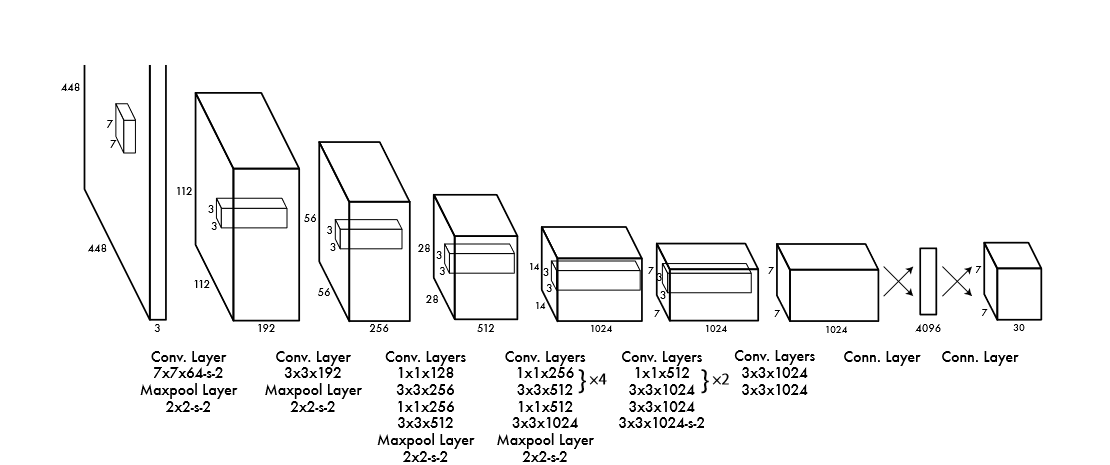 448
7
7
448
3
112
3
3
112
192
56
3
3
56
256
28
3
3
28
512
14
3
3
14
1024
7
3
3
7
1024
7
7
1024
4096
7
7
30
Conv. Layer
7x7x64-s-2
Maxpool Layer
2x2-s-2
Conv. Layer
3x3x192
Maxpool Layer
2x2-s-2
Conv. Layers
1x1x128
3x3x256
1x1x256
3x3x512
Maxpool Layer
2x2-s-2
Conv. Layers
1x1x256
3x3x512
} ×4
1x1x512
3x3x1024
Maxpool Layer
2x2-s-2
Conv. Layers
1x1x512
3x3x1024
} ×2
3x3x1024
3x3x1024-s-2
Conv. Layers
3x3x1024
3x3x1024
Conn. Layer
Conn. Layer